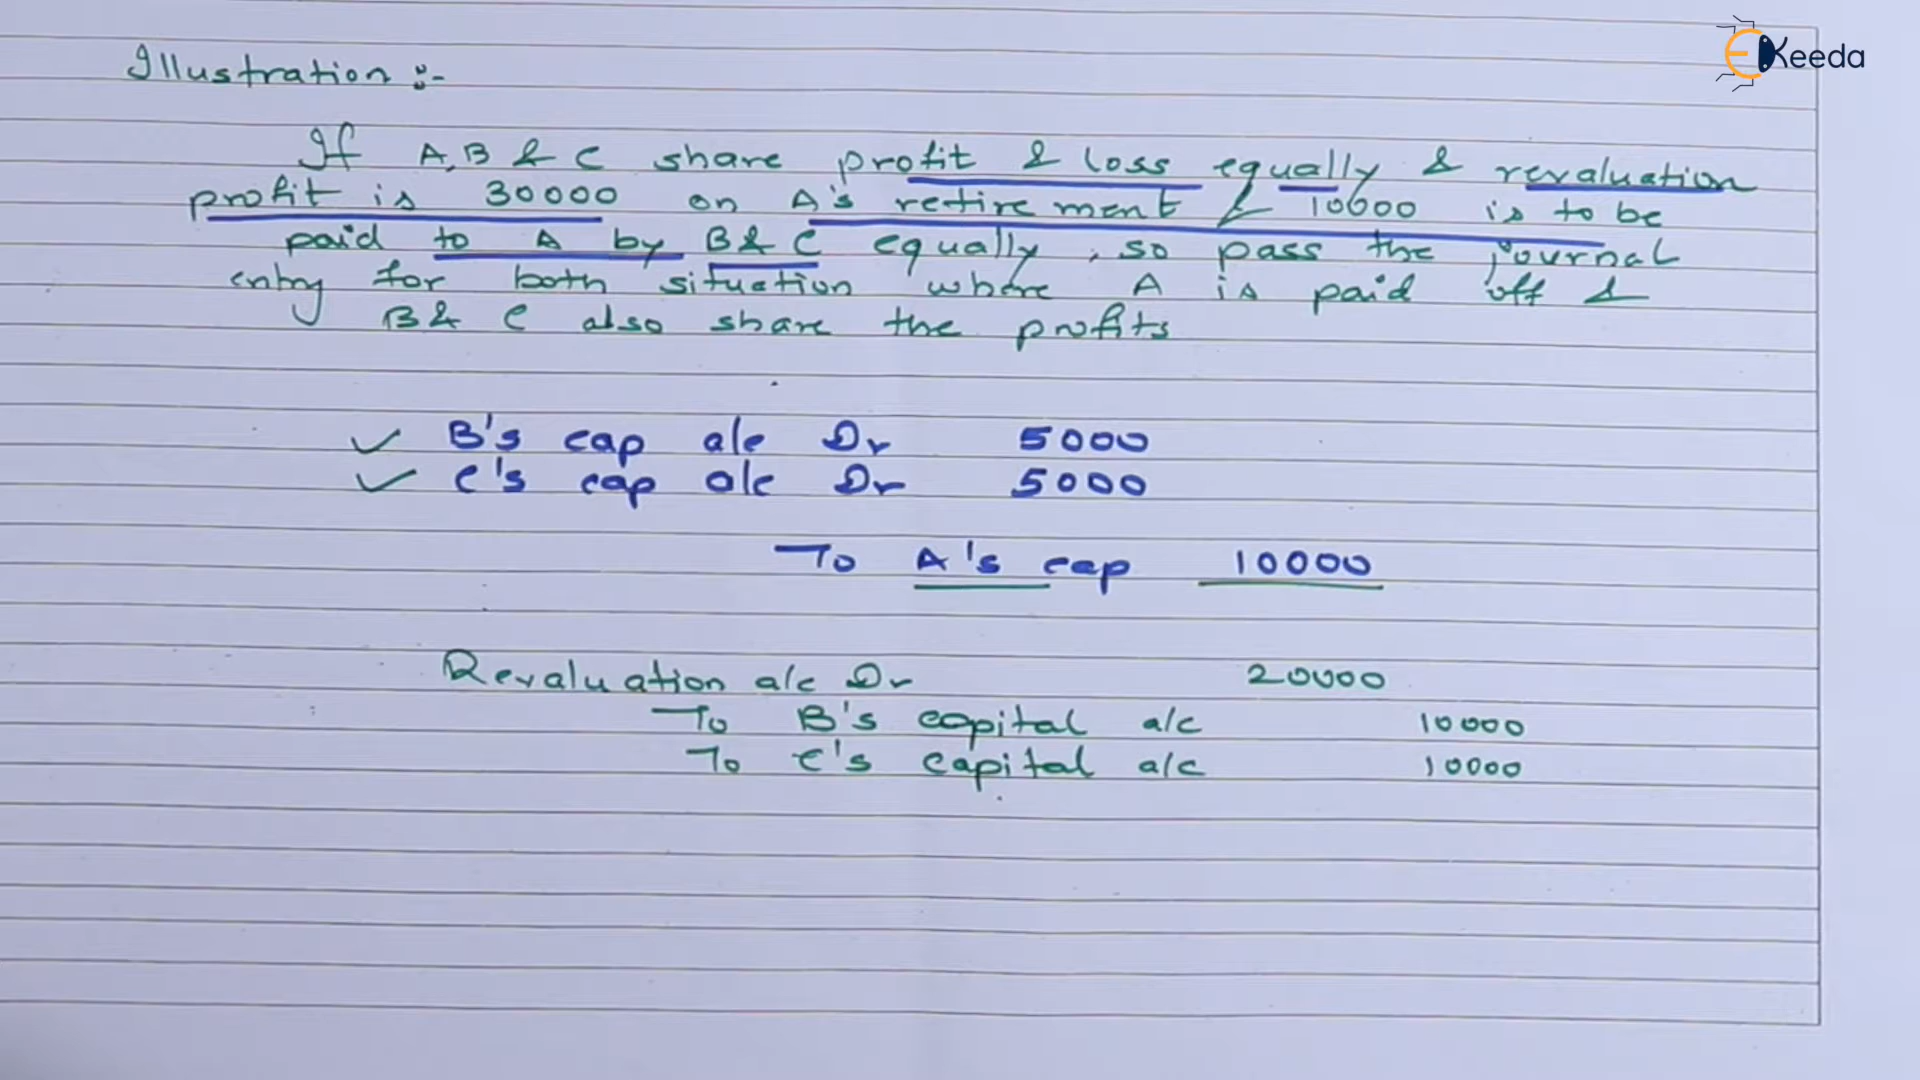 EKeeda
Illustration :-
If A, B & C share profit & loss equally & revaluation
profit is 30000 on A's retirement & 10000 is to be
paid to A by B & C equally, so pass the journal
entry for both situation where A is paid off &
B & C also share the profits
✓ B's cap a/c Dr 5000
✓ C's cap a/c Dr 5000
To A's cap 10000
Revaluation a/c Dr 20000
To B's capital a/c 10000
To C's capital a/c 10000